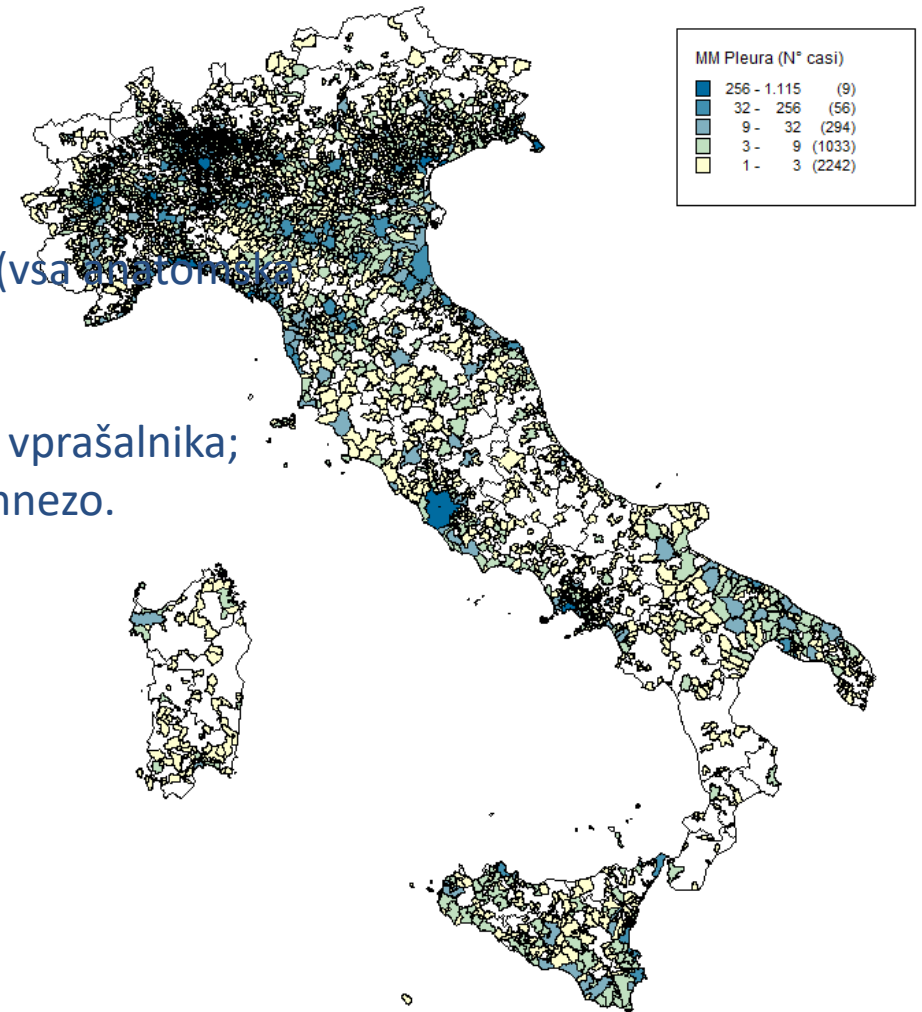 MM Pleura (N° casi)
256 - 1.115 (9)
32 - 256 (56)
9 - 32 (294)
3 - 9 (1033)
1 - 3 (2242)
(vsa anatomska
vprašalnika;
mnezo.